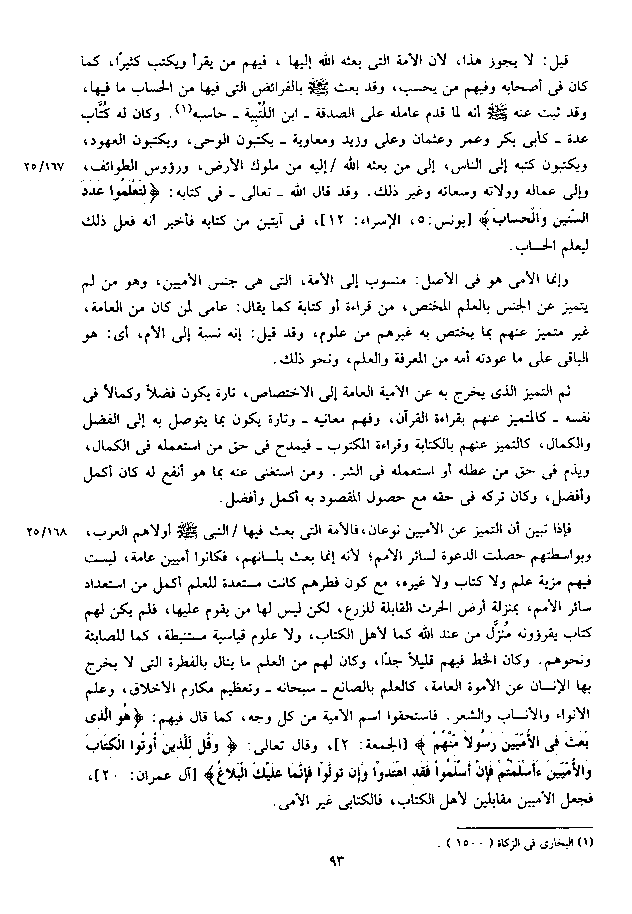 قيل: لا يجوز هذا، لأن الأمة التى بعثه الله إليها ، فيهم من يقرأ ويكتب كثيرًا، كما
كان فى أصحابه وفيهم من يحسب، وقد بعث ﷺ بالفرائض التى فيها من الحساب ما فيها،
وقد ثبت عنه ﷺ أنه لما قدم عامله على الصدقة ـ ابن اللُّتْبِيَّة ـ حاسبه(١). وكان له كُتَّاب
عدة ـ كأبى بكر وعمر وعثمان وعلى وزيد ومعاوية ـ يكتبون الوحى، ويكتبون العهود،
ويكتبون كتبه إلى الناس، إلى من بعثه الله /إليه من ملوك الأرض، ورؤوس الطوائف، ٢٥/١٦٧
وإلى عماله وولاته وسعاته وغير ذلك. وقد قال الله ـ تعالى ـ فى كتابه: ﴿لِتَعْلَمُوا عَدَدَ
السِّنِينَ وَالْحِسَابَ﴾ [يونس:٥، الإسراء: ١٢]، فى آيتين من كتابه فأخبر أنه فعل ذلك
ليعلم الحساب.
وإنما الأمى هو فى الأصل: منسوب إلى الأمة، التى هى جنس الأميين، وهو من لم
يتميز عن الجنس بالعلم المختص، من قراءة أو كتابة كما يقال: عامى لمن كان من العامة،
غير متميز عنهم بما يختص به غيرهم من علوم، وقد قيل: إنه نسبة إلى الأم، أى: هو
الباقى على ما عودته أمه من المعرفة والعلم، ونحو ذلك.
ثم التميز الذى يخرج به عن الأمية العامة إلى الاختصاص، تارة يكون فضلاً وكمالاً فى
نفسه ـ كالمتميز عنهم بقراءة القرآن، وفهم معانيه ـ وتارة يكون بما يتوصل به إلى الفضل
والكمال، كالتميز عنهم بالكتابة وقراءة المكتوب ـ فيمدح فى حق من استعمله فى الكمال،
ويذم فى حق من عطله أو استعمله فى الشر. ومن استغنى عنه بما هو أنفع له كان أكمل
وأفضل، وكان تركه فى حقه مع حصول المقصود به أكمل وأفضل.
فإذا تبين أن التميز عن الأميين نوعان، فالأمة التى بعث فيها /النبى ﷺ أولاهم العرب، ٢٥/١٦٨
وبواسطتهم حصلت الدعوة لسائر الأمم؛ لأنه إنما بعث بلسانهم، فكانوا أميين عامة، ليست
فيهم مزية علم ولا كتاب ولا غيره، مع كون فطرهم كانت مستعدة للعلم أكمل من استعداد
سائر الأمم، بمنزلة أرض الحرث القابلة للزرع، لكن ليس لها من يقوم عليها، فلم يكن لهم
كتاب يقرؤونه مُنزَّل من عند الله كما لأهل الكتاب، ولا علوم قياسية مستنبطة، كما للصابئة
ونحوهم. وكان الخط فيهم قليلاً جدًا، وكان لهم من العلم ما ينال بالفطرة التى لا يخرج
بها الإنسان عن الأموة العامة، كالعلم بالصانع ـ سبحانه ـ وتعظيم مكارم الأخلاق، وعلم
الأنواء والأنساب والشعر. فاستحقوا اسم الأمية من كل وجه، كما قال فيهم: ﴿هُوَ الَّذِى
بَعَثَ فِى الأُمِّيِّينَ رَسُولاً مِّنْهُمْ ﴾ [الجمعة: ٢]، وقال تعالى: ﴿ وَقُل لِّلَّذِينَ أُوتُوا الْكِتَابَ
وَالأُمِّيِّينَ ءَأَسْلَمْتُمْ فَإِنْ أَسْلَمُوا فَقَدِ اهْتَدَوا وَّإِن تَوَلَّوْا فَإِنَّمَا عَلَيْكَ الْبَلاغُ﴾ [آل عمران: ٢٠]،
فجعل الأميين مقابلين لأهل الكتاب، فالكتابى غير الأمى.
(١) البخارى فى الزكاة ( ١٥٠٠ ) .
٩٣